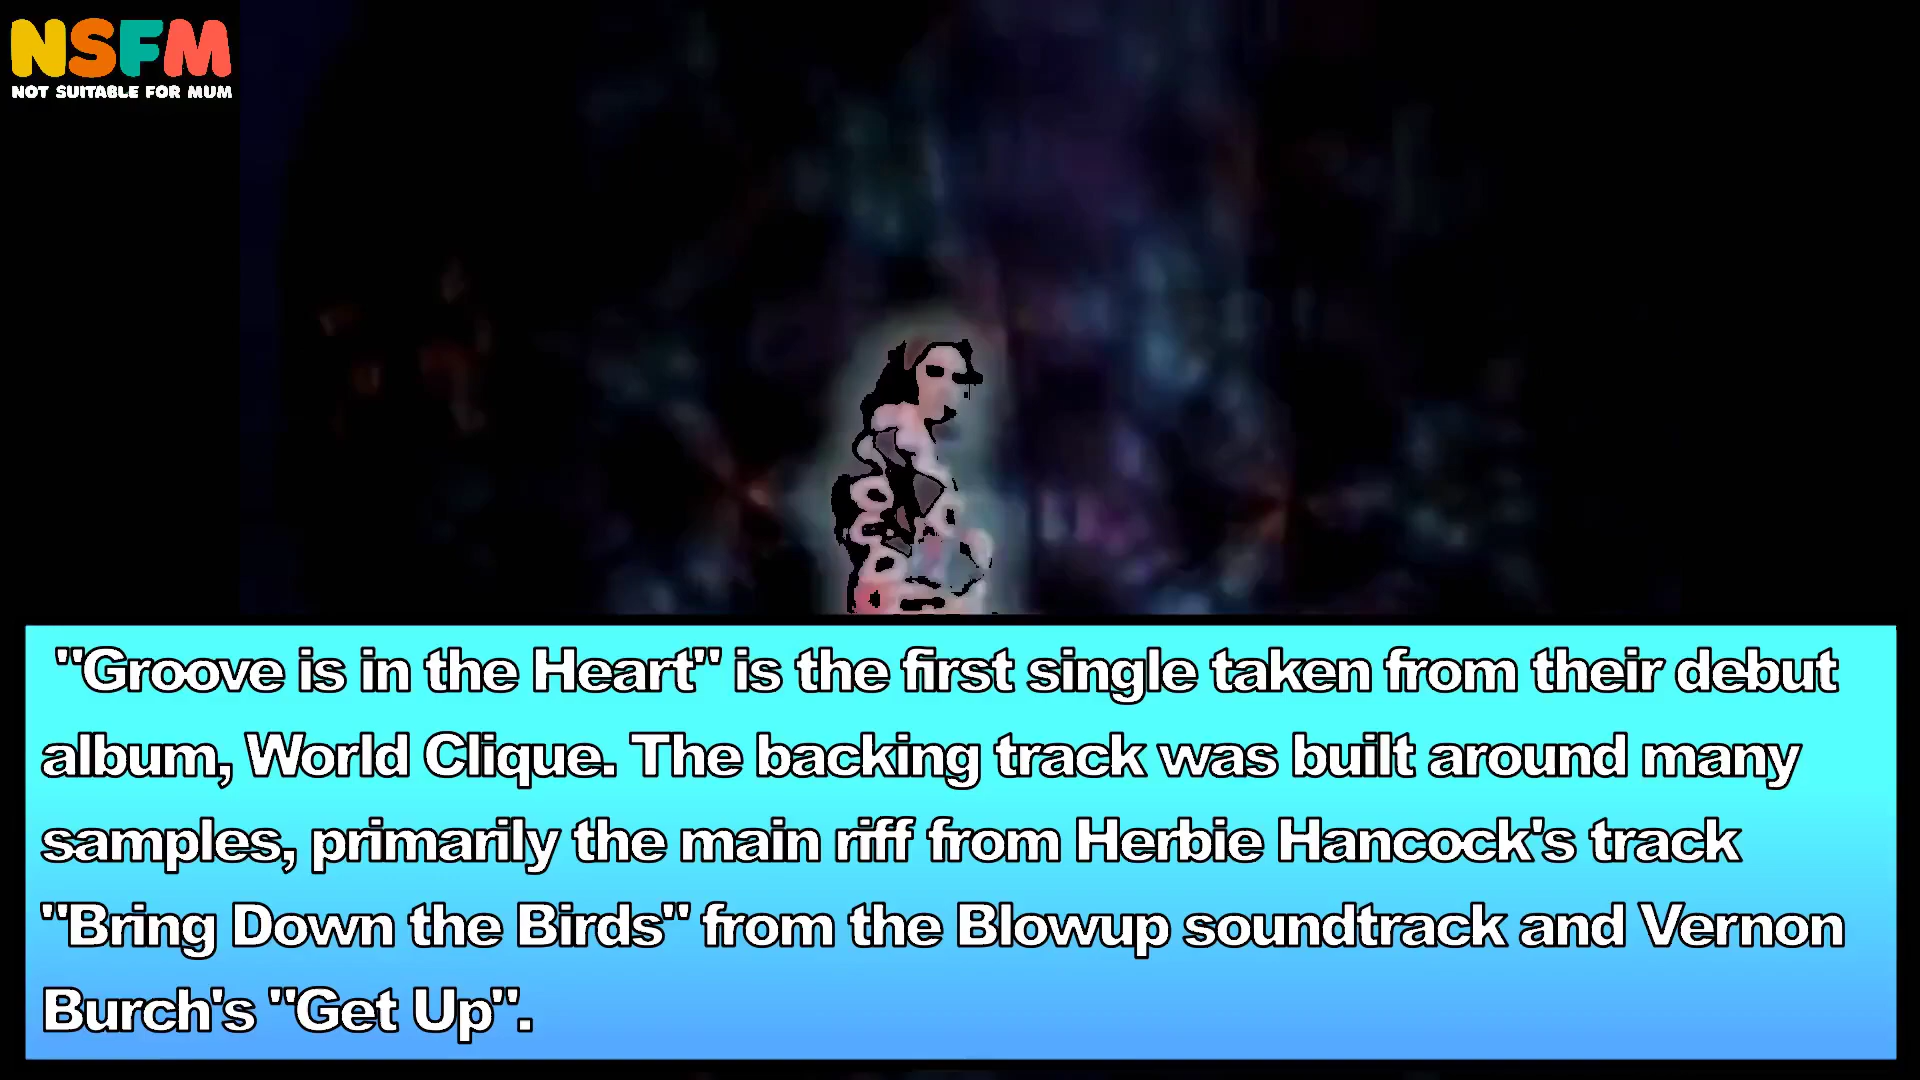 NSFM
NOT SUITABLE FOR MUM
"Groove is in the Heart" is the first single taken from their debut
album, World Clique. The backing track was built around many
samples, primarily the main riff from Herbie Hancock's track
"Bring Down the Birds" from the Blowup soundtrack and Vernon
Burch's "Get Up".